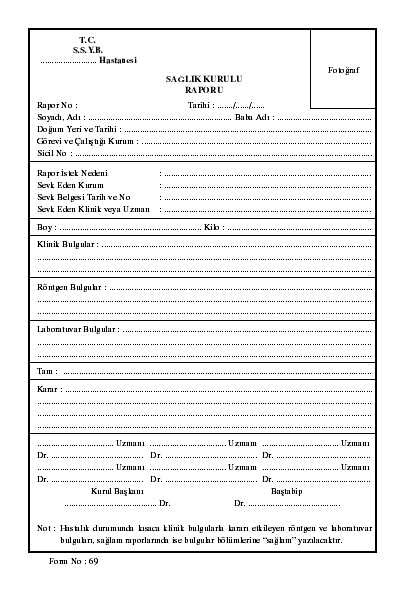 T.C.
S.S.Y.B.
........................ Hastanesi
Fotoğraf
SAĞLIK KURULU
RAPORU
Rapor No : Tarihi : ......./....../......
Soyadı, Adı : .............................................................. Baba Adı : .........................................
Doğum Yeri ve Tarihi : ...........................................................................................................
Görevi ve Çalıştığı Kurum : ....................................................................................................
Sicil No : ................................................................................................................................
Rapor İstek Nedeni : ..........................................................................................
Sevk Eden Kurum : ..........................................................................................
Sevk Belgesi Tarih ve No : ..........................................................................................
Sevk Eden Klinik veya Uzman : ..........................................................................................
Boy : ............................................................. Kilo : ..............................................................
Klinik Bulgular : .....................................................................................................................
................................................................................................................................................
................................................................................................................................................
Röntgen Bulgular : .................................................................................................................
................................................................................................................................................
................................................................................................................................................
Laboratuvar Bulgular : ...........................................................................................................
................................................................................................................................................
................................................................................................................................................
Tanı : .....................................................................................................................................
Karar : ....................................................................................................................................
................................................................................................................................................
................................................................................................................................................
................................................................................................................................................
................................. Uzmanı ................................. Uzmanı ................................. Uzmanı
Dr. ........................................ Dr. ........................................ Dr. ........................................
................................. Uzmanı ................................. Uzmanı ................................. Uzmanı
Dr. ........................................ Dr. ........................................ Dr. ........................................
Kurul Başkanı Baştabip
........................................ Dr. Dr. ........................................
Not : Hastalık durumunda kısaca klinik bulgularla kararı etkileyen röntgen ve laboratuvar
bulguları, sağlam raporlarında ise bulgular bölümlerine “sağlam” yazılacaktır.
Form No : 69